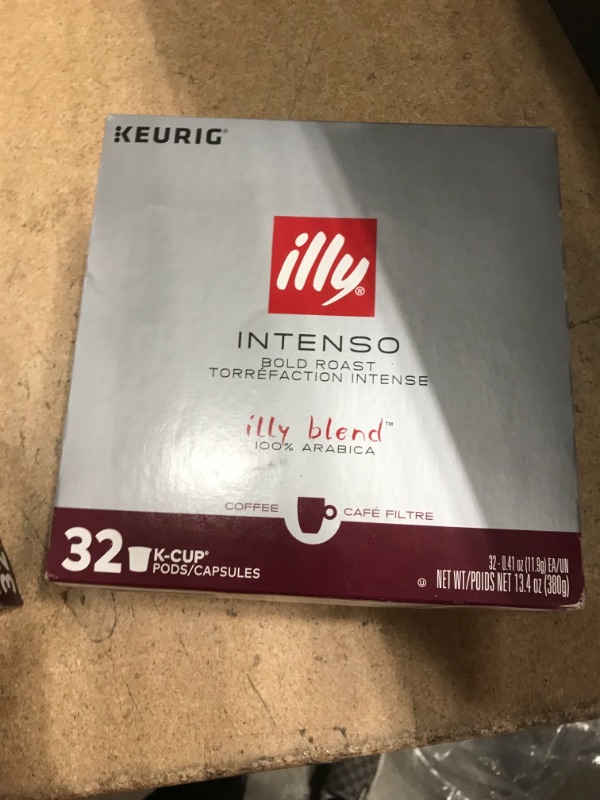 KEURIG®
illy®
INTENSO
BOLD ROAST
TORRÉFACTION INTENSE
illy blend™
100% ARABICA
COFFEE CAFÉ FILTRE
32 K-CUP®
PODS/CAPSULES
32 - 0.41 oz (11.9g) EA/UN
U NET WT/POIDS NET 13.4 oz (380g)